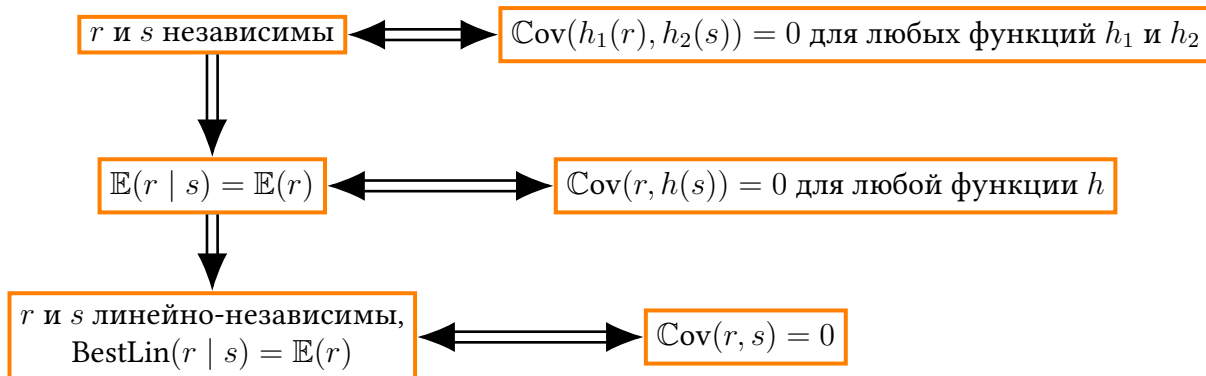 r и s независимы
ℂov(h₁(r), h₂(s)) = 0 для любых функций h₁ и h₂
𝔼(r | s) = 𝔼(r)
ℂov(r, h(s)) = 0 для любой функции h
r и s линейно-независимы,
BestLin(r | s) = 𝔼(r)
ℂov(r, s) = 0